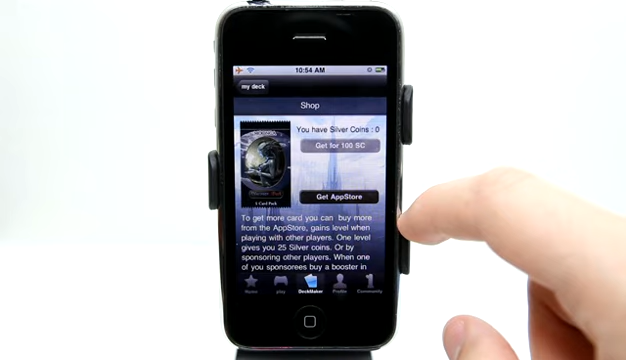 10:54 AM
my deck
Shop
You have Silver Coins : 0
Get for 100 SC
Get AppStore
To get more card you can buy more
from the AppStore, gains level when
playing with other players. One level
gives you 25 Silver coins. Or by
sponsoring other players. When one
of you sponsorees buy a booster in
Home play DeckMaker Profile Community